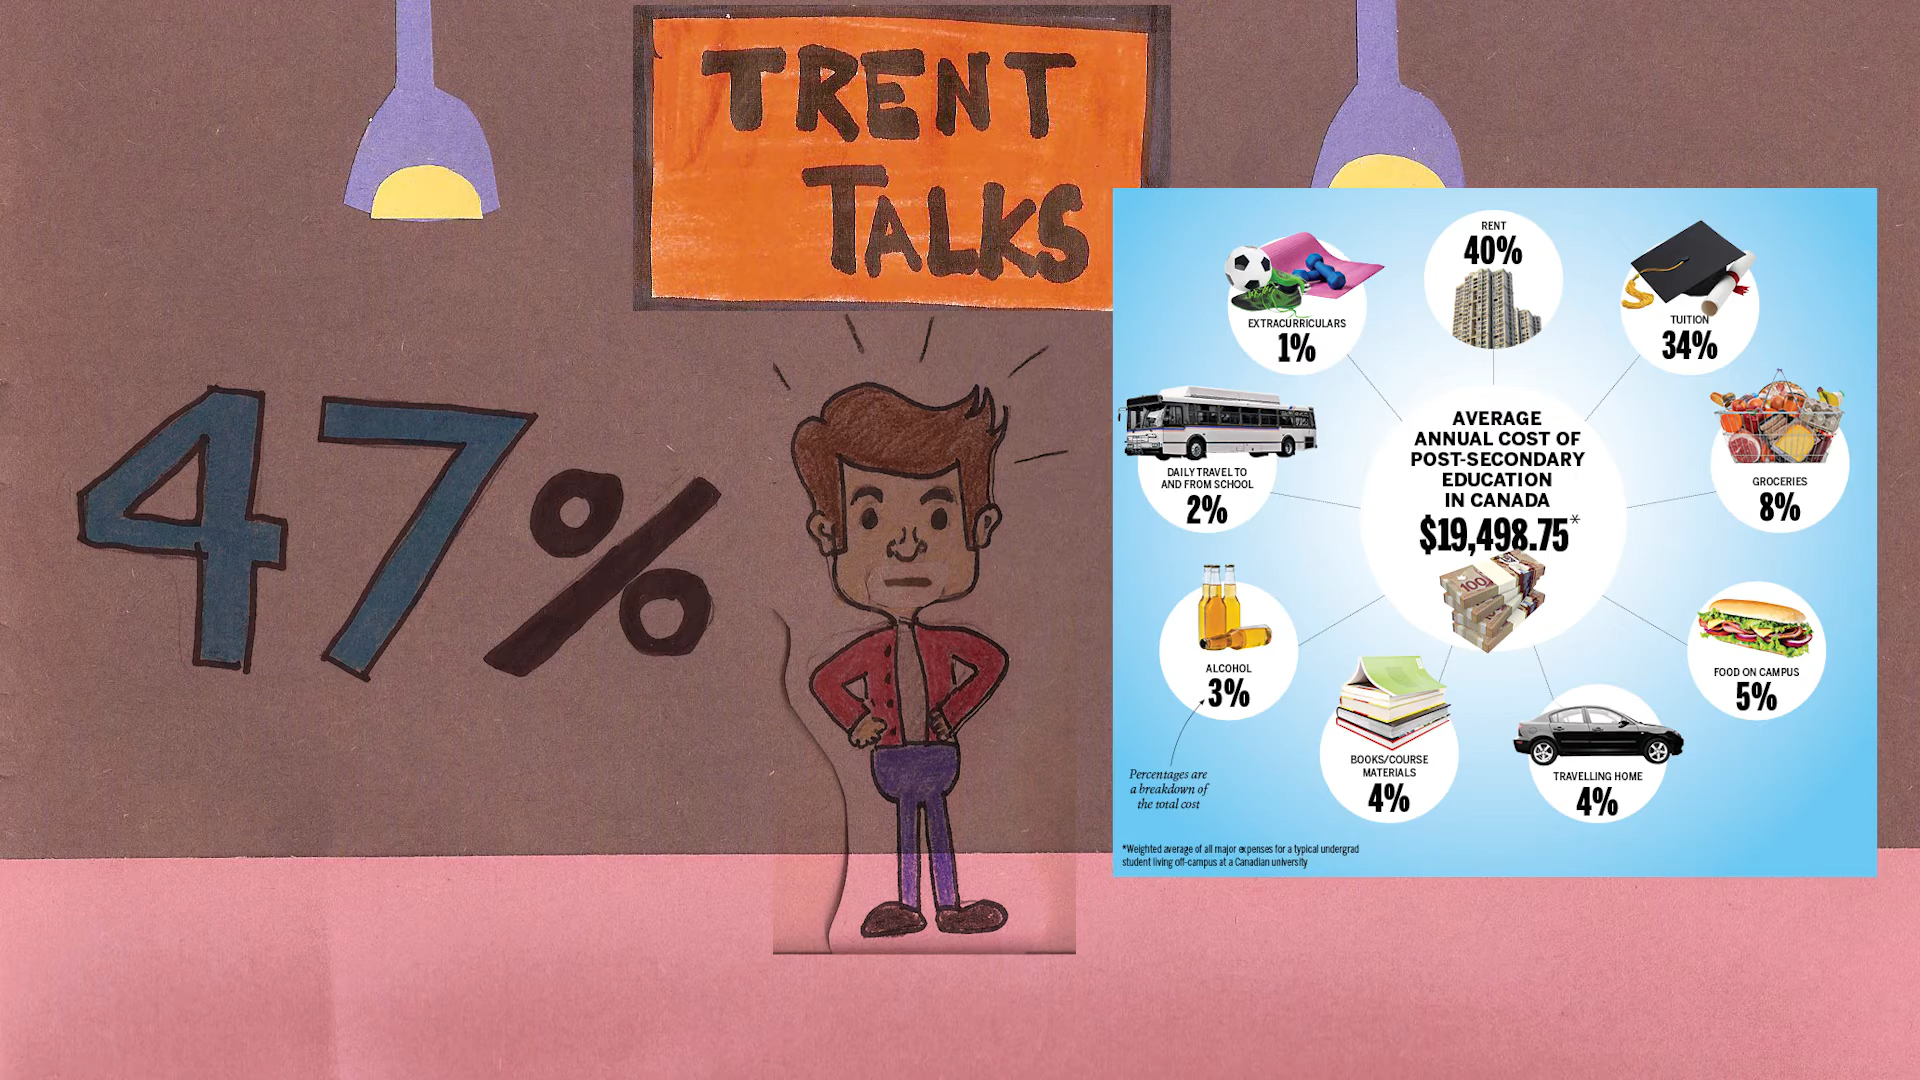 TRENT
TALKS
47%
RENT
40%
EXTRACURRICULARS
1%
TUITION
34%
DAILY TRAVEL TO
AND FROM SCHOOL
2%
AVERAGE
ANNUAL COST OF
POST-SECONDARY
EDUCATION
IN CANADA
$19,498.75*
GROCERIES
8%
ALCOHOL
3%
FOOD ON CAMPUS
5%
BOOKS/COURSE
MATERIALS
4%
TRAVELLING HOME
4%
Percentages are
a breakdown of
the total cost
*Weighted average of all major expenses for a typical undergrad
student living off-campus at a Canadian university
100